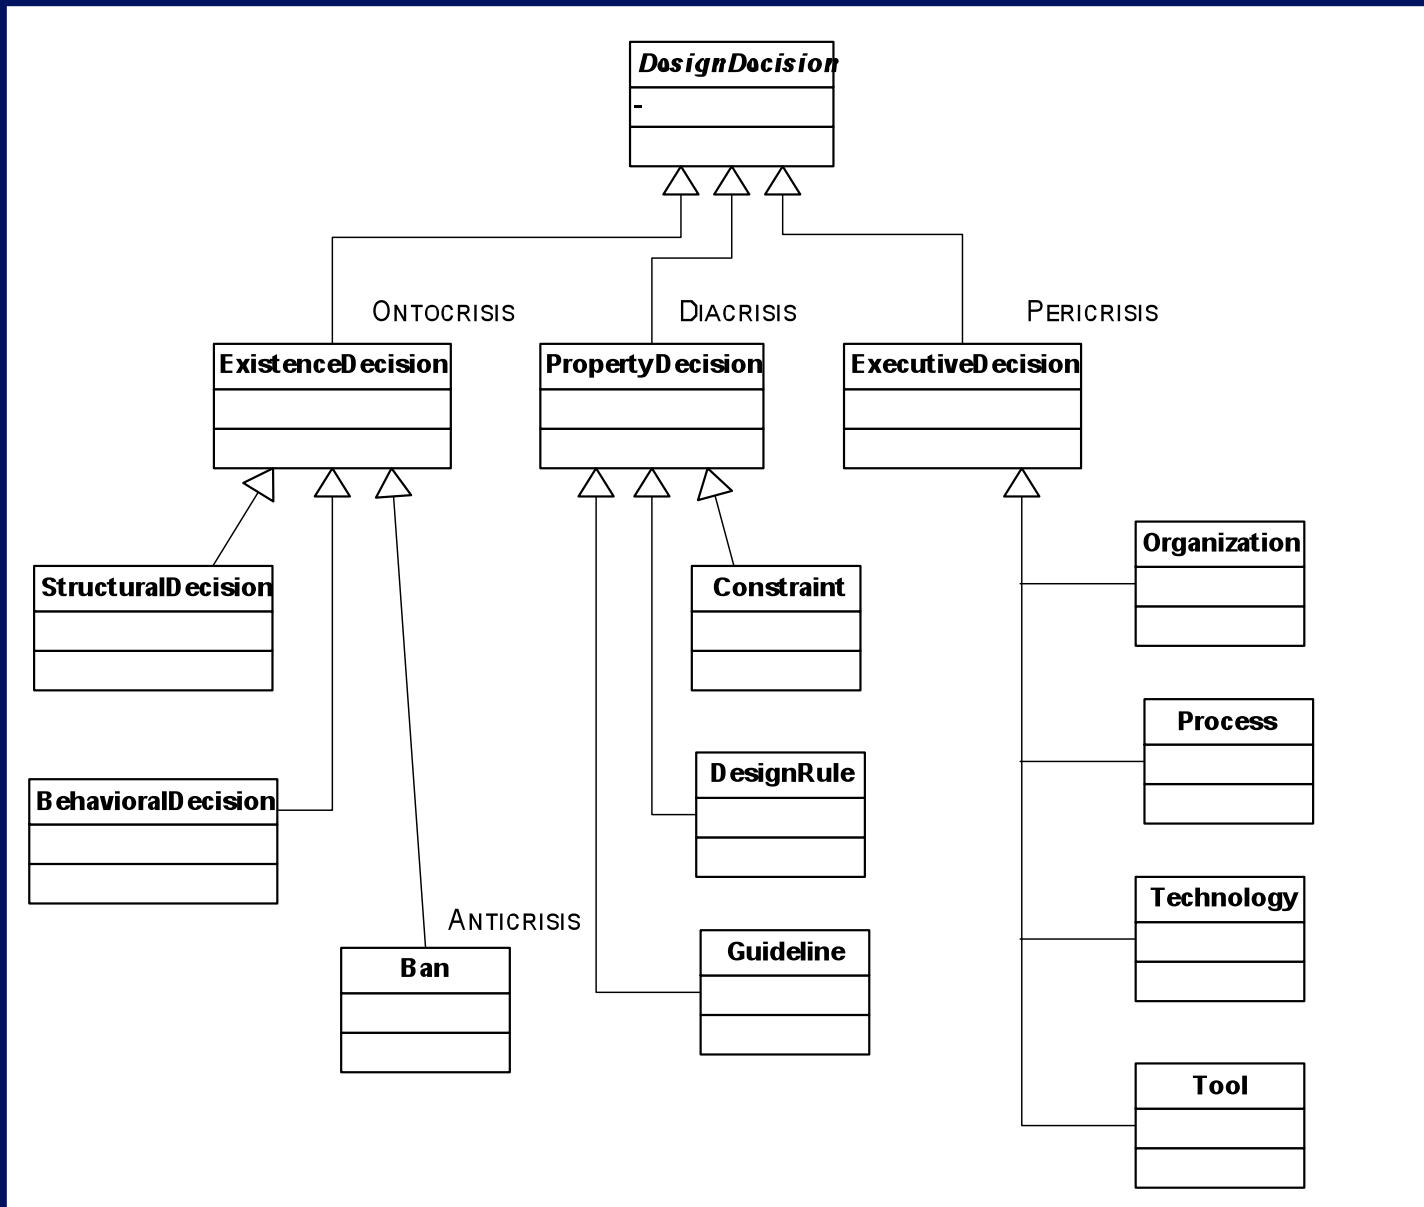 DesignDecision
-
ONTOCRISIS
DIACRISIS
PERICRISIS
ExistenceDecision
PropertyDecision
ExecutiveDecision
Organization
StructuralDecision
Constraint
Process
DesignRule
BehavioralDecision
Technology
ANTICRISIS
Guideline
Ban
Tool